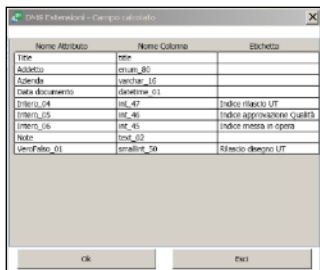 DMS Estensioni - Campo calcolato
Nome Attributo Nome Colonna Etichetta
Title title
Addetto enum_80
Azienda varchar_16
Data documento datetime_01
Intero_04 int_47 Indice rilascio UT
Intero_05 int_46 Indice approvazione Qualità
Intero_06 int_45 Indice messa in opera
Note text_02
VeroFalso_01 smallint_50 Rilascio disegno UT
Ok Esci